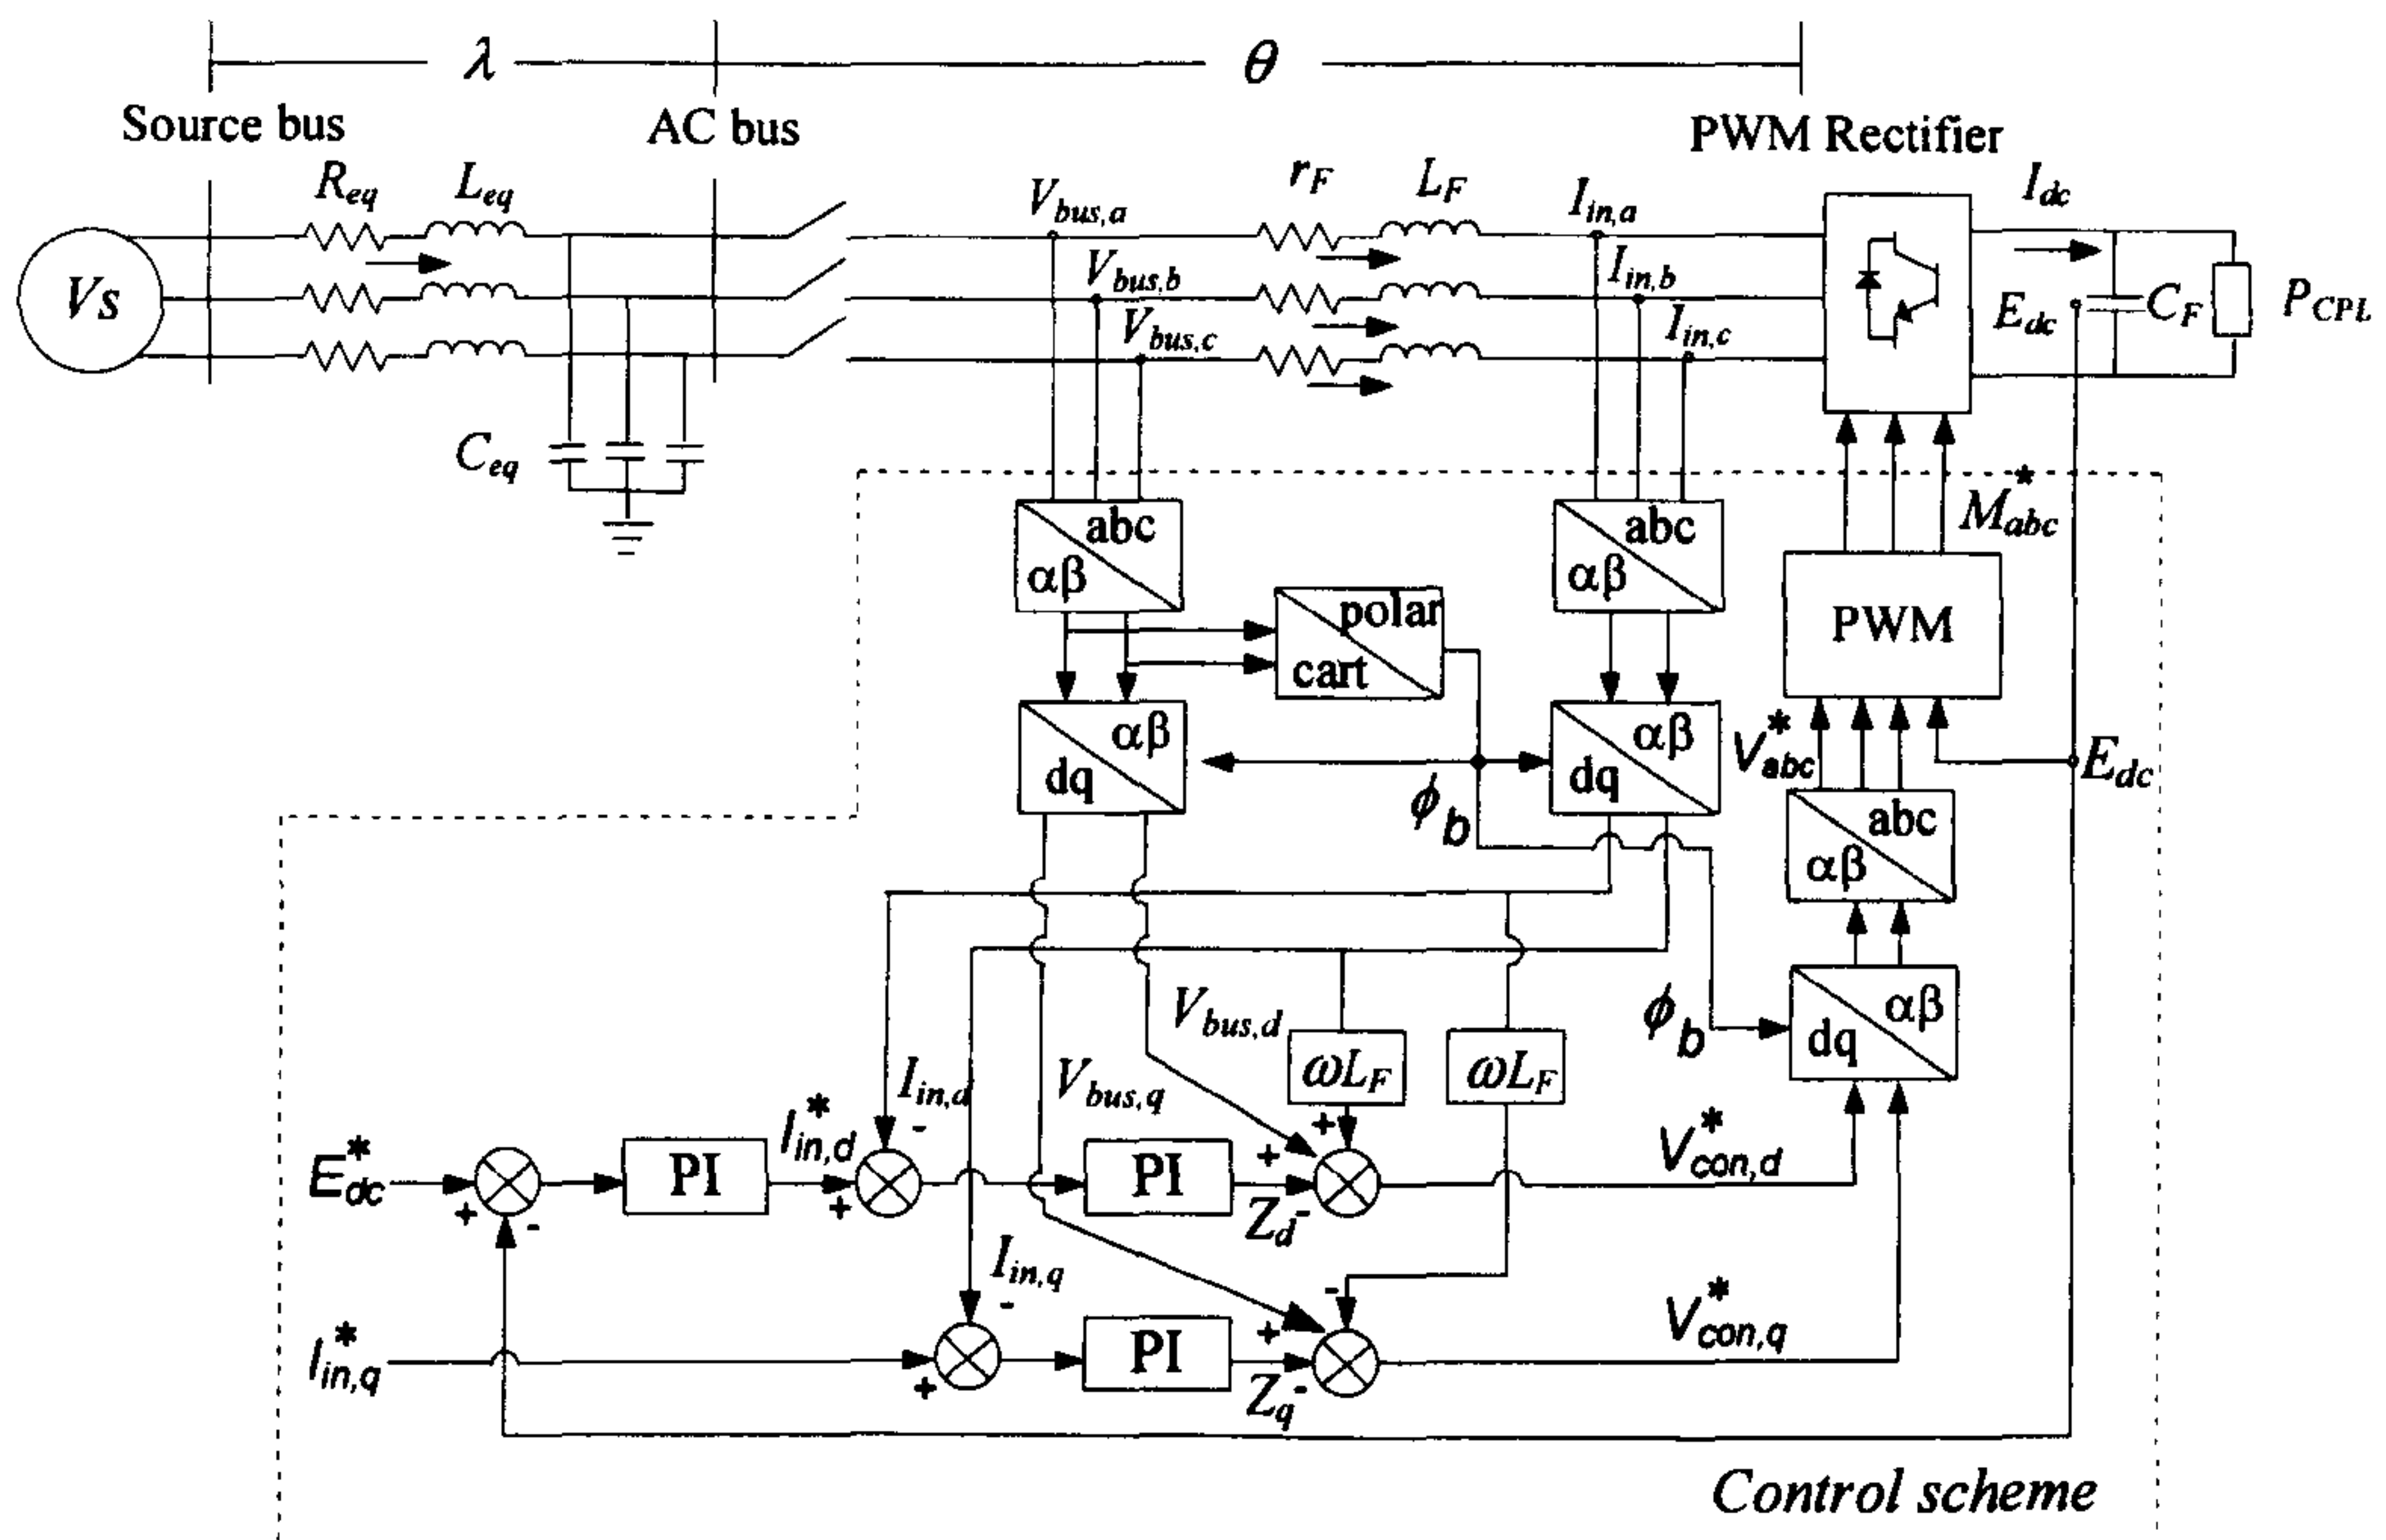 λ θ
Source bus AC bus PWM Rectifier
R_eq L_eq V_bus,a r_F L_F I_in,a I_dc
Vs V_bus,b I_in,b E_dc C_F P_CPL
V_bus,c I_in,c
C_eq
abc abc M*_abc
αβ αβ
polar PWM
cart
αβ αβ V*_abc E_dc
dq dq
ϕ_b abc
αβ
V_bus,d ϕ_b αβ
dq
I_in,d V_bus,q ωL_F ωL_F
E*_dc + - PI I*_in,d + - PI Z_d - + + V*_con,d
I_in,q
I*_in,q + - PI Z_q - + - V*_con,q
Control scheme